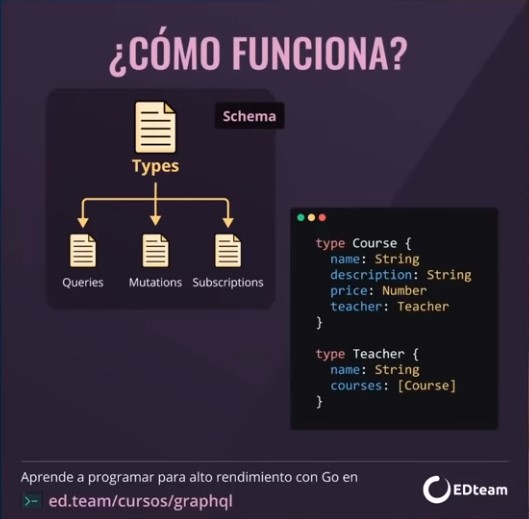 ¿CÓMO FUNCIONA?
Schema
Types
Queries Mutations Subscriptions
type Course {
name: String
description: String
price: Number
teacher: Teacher
}
type Teacher {
name: String
courses: [Course]
}
Aprende a programar para alto rendimiento con Go en
>- ed.team/cursos/graphql
EDteam